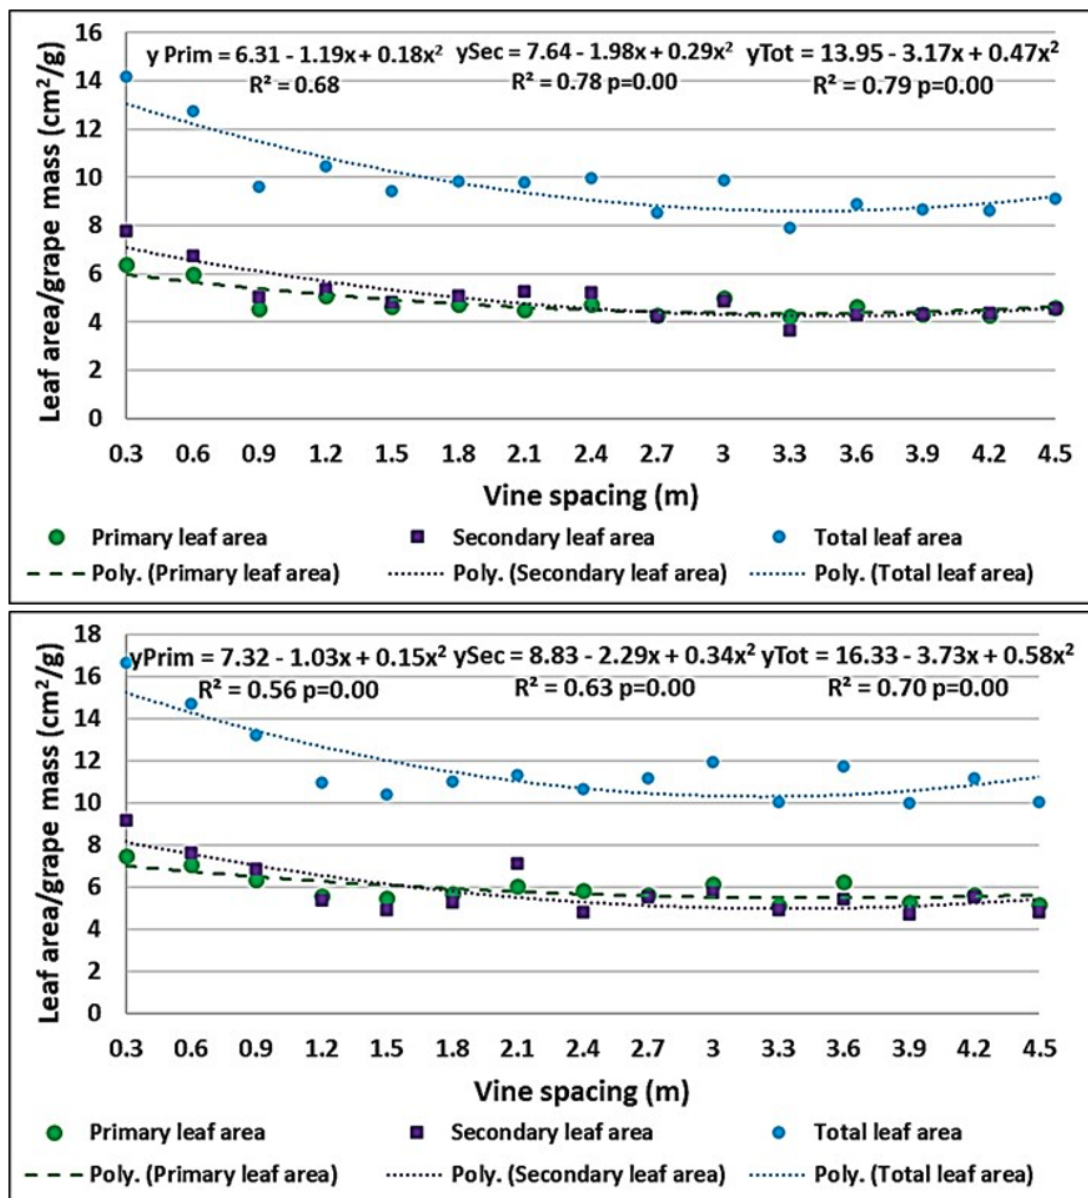 Leaf area/grape mass (cm²/g)
16
14
12
10
8
6
4
2
0
y Prim = 6.31 - 1.19x + 0.18x²
R² = 0.68
ySec = 7.64 - 1.98x + 0.29x²
R² = 0.78 p=0.00
yTot = 13.95 - 3.17x + 0.47x²
R² = 0.79 p=0.00
0.3 0.6 0.9 1.2 1.5 1.8 2.1 2.4 2.7 3 3.3 3.6 3.9 4.2 4.5
Vine spacing (m)
Primary leaf area Secondary leaf area Total leaf area
Poly. (Primary leaf area) Poly. (Secondary leaf area) Poly. (Total leaf area)
Leaf area/grape mass (cm²/g)
18
16
14
12
10
8
6
4
2
0
yPrim = 7.32 - 1.03x + 0.15x²
R² = 0.56 p=0.00
ySec = 8.83 - 2.29x + 0.34x²
R² = 0.63 p=0.00
yTot = 16.33 - 3.73x + 0.58x²
R² = 0.70 p=0.00
0.3 0.6 0.9 1.2 1.5 1.8 2.1 2.4 2.7 3 3.3 3.6 3.9 4.2 4.5
Vine spacing (m)
Primary leaf area Secondary leaf area Total leaf area
Poly. (Primary leaf area) Poly. (Secondary leaf area) Poly. (Total leaf area)